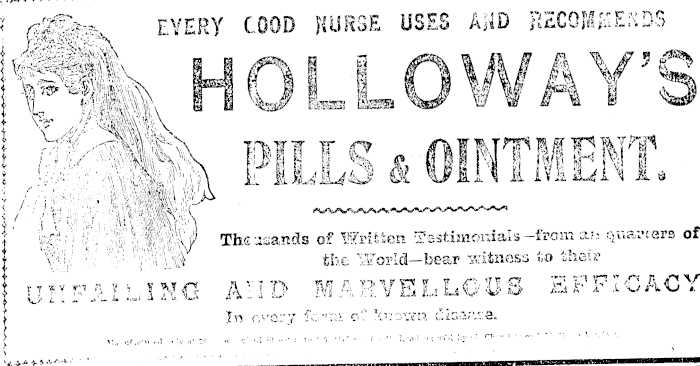 EVERY GOOD NURSE USES AND RECOMMENDS
HOLLOWAY'S
PILLS & OINTMENT.
Thousands of Written Testimonials—from all quarters of
the World—bear witness to their
UNFAILING AND MARVELLOUS EFFICACY
In every form of known disease.